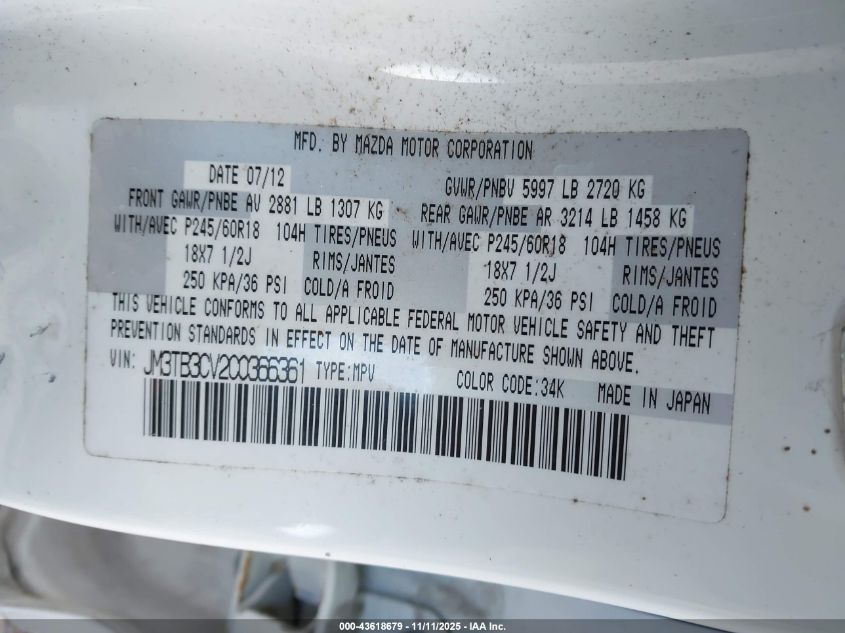 MFD. BY MAZDA MOTOR CORPORATION
DATE 07/12 GVWR/PNBV 5997 LB 2720 KG
FRONT GAWR/PNBE AV 2881 LB 1307 KG REAR GAWR/PNBE AR 3214 LB 1458 KG
WITH/AVEC P245/60R18 104H TIRES/PNEUS WITH/AVEC P245/60R18 104H TIRES/PNEUS
18X7 1/2J RIMS/JANTES 18X7 1/2J RIMS/JANTES
250 KPA/36 PSI COLD/A FROID 250 KPA/36 PSI COLD/A FROID
THIS VEHICLE CONFORMS TO ALL APPLICABLE FEDERAL MOTOR VEHICLE SAFETY AND THEFT
PREVENTION STANDARDS IN EFFECT ON THE DATE OF MANUFACTURE SHOWN ABOVE.
VIN: JM3TB3CV2C0366361 TYPE:MPV COLOR CODE:34K MADE IN JAPAN
000-43618679 - 11/11/2025 - IAA Inc.